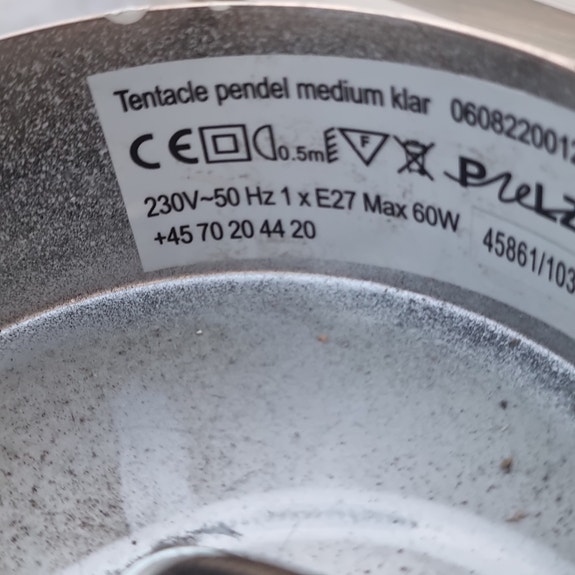 Tentacle pendel medium klar 060822001
CE 0.5m F
230V~50 Hz 1 x E27 Max 60W
+45 70 20 44 20
45861/103